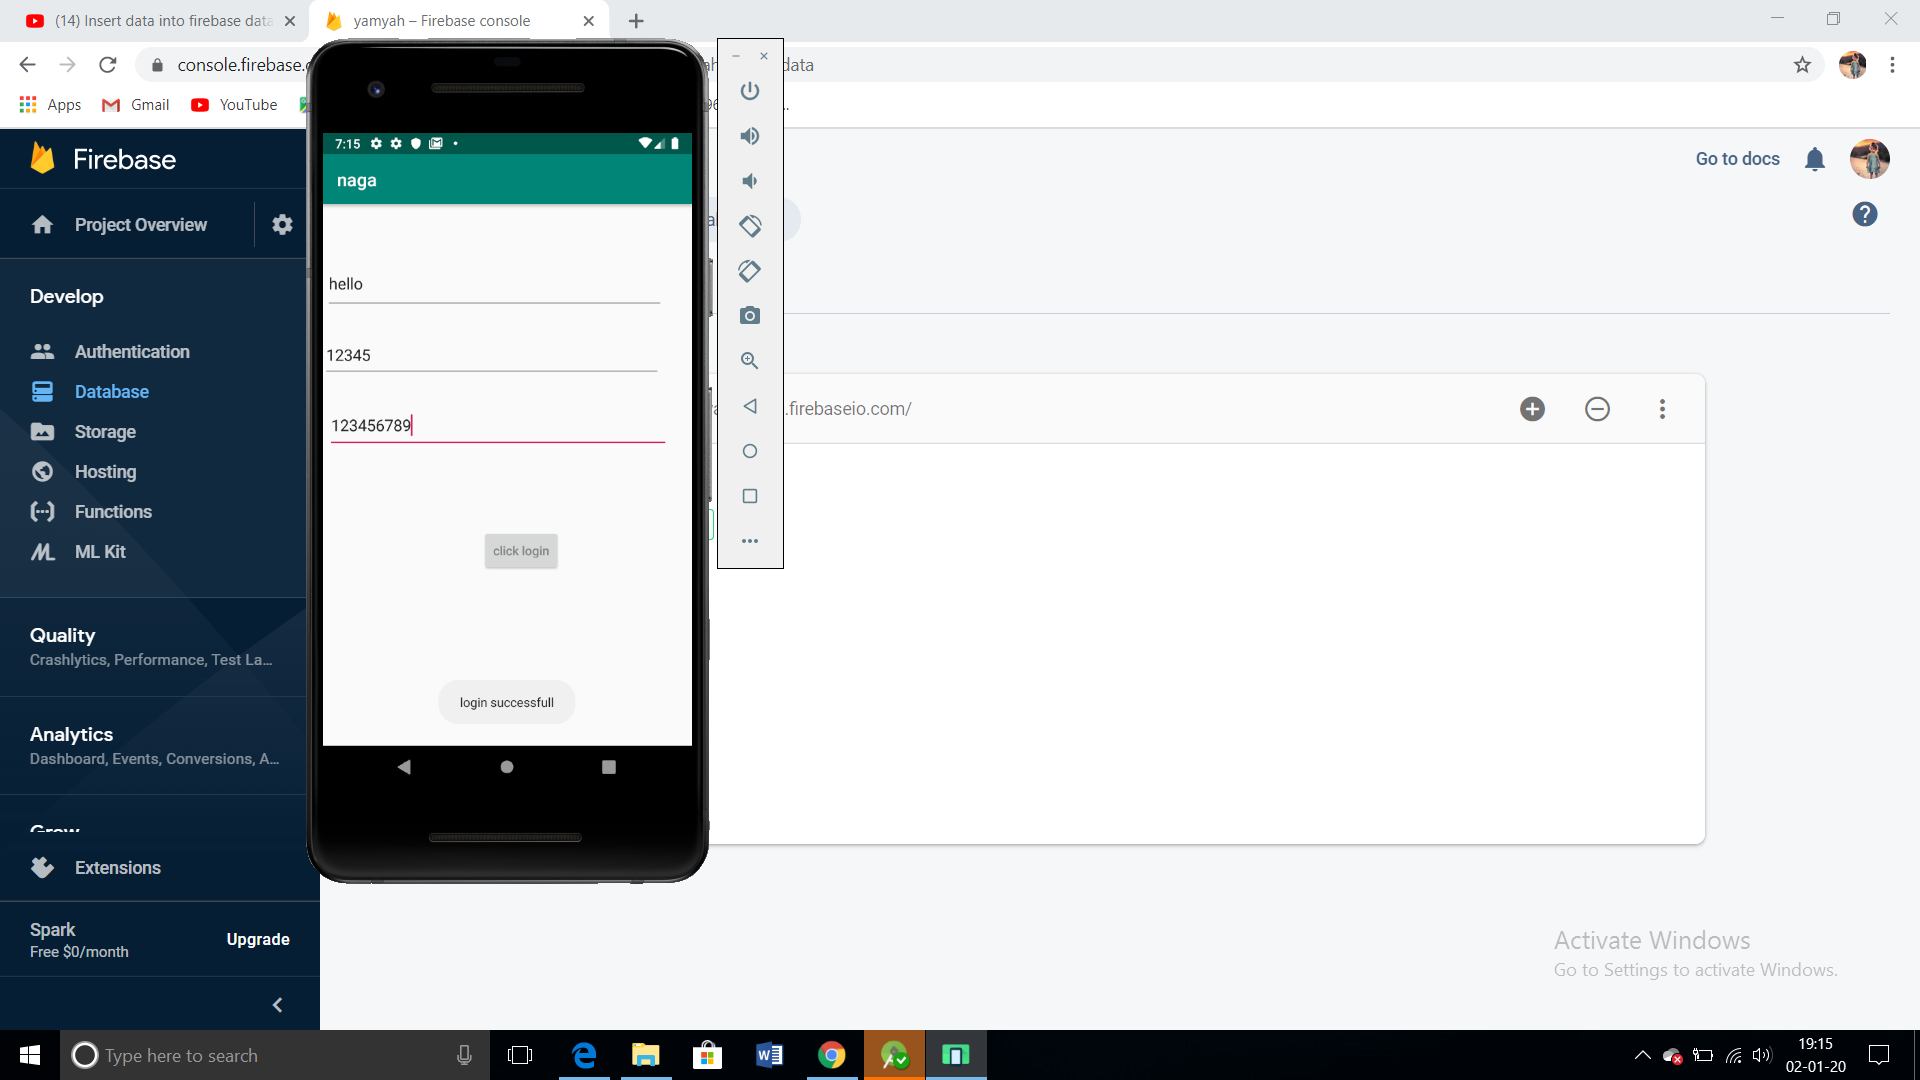 (14) Insert data into firebase data
yamyah – Firebase console
console.firebase.
data
Apps
Gmail
YouTube
Firebase
Go to docs
Project Overview
Develop
Authentication
Database
Storage
Hosting
Functions
ML Kit
Quality
Crashlytics, Performance, Test La...
Analytics
Dashboard, Events, Conversions, A...
Grow
Extensions
Spark
Free $0/month
Upgrade
7:15
naga
hello
12345
123456789
click login
login successfull
.firebaseio.com/
Activate Windows
Go to Settings to activate Windows.
Type here to search
19:15
02-01-20